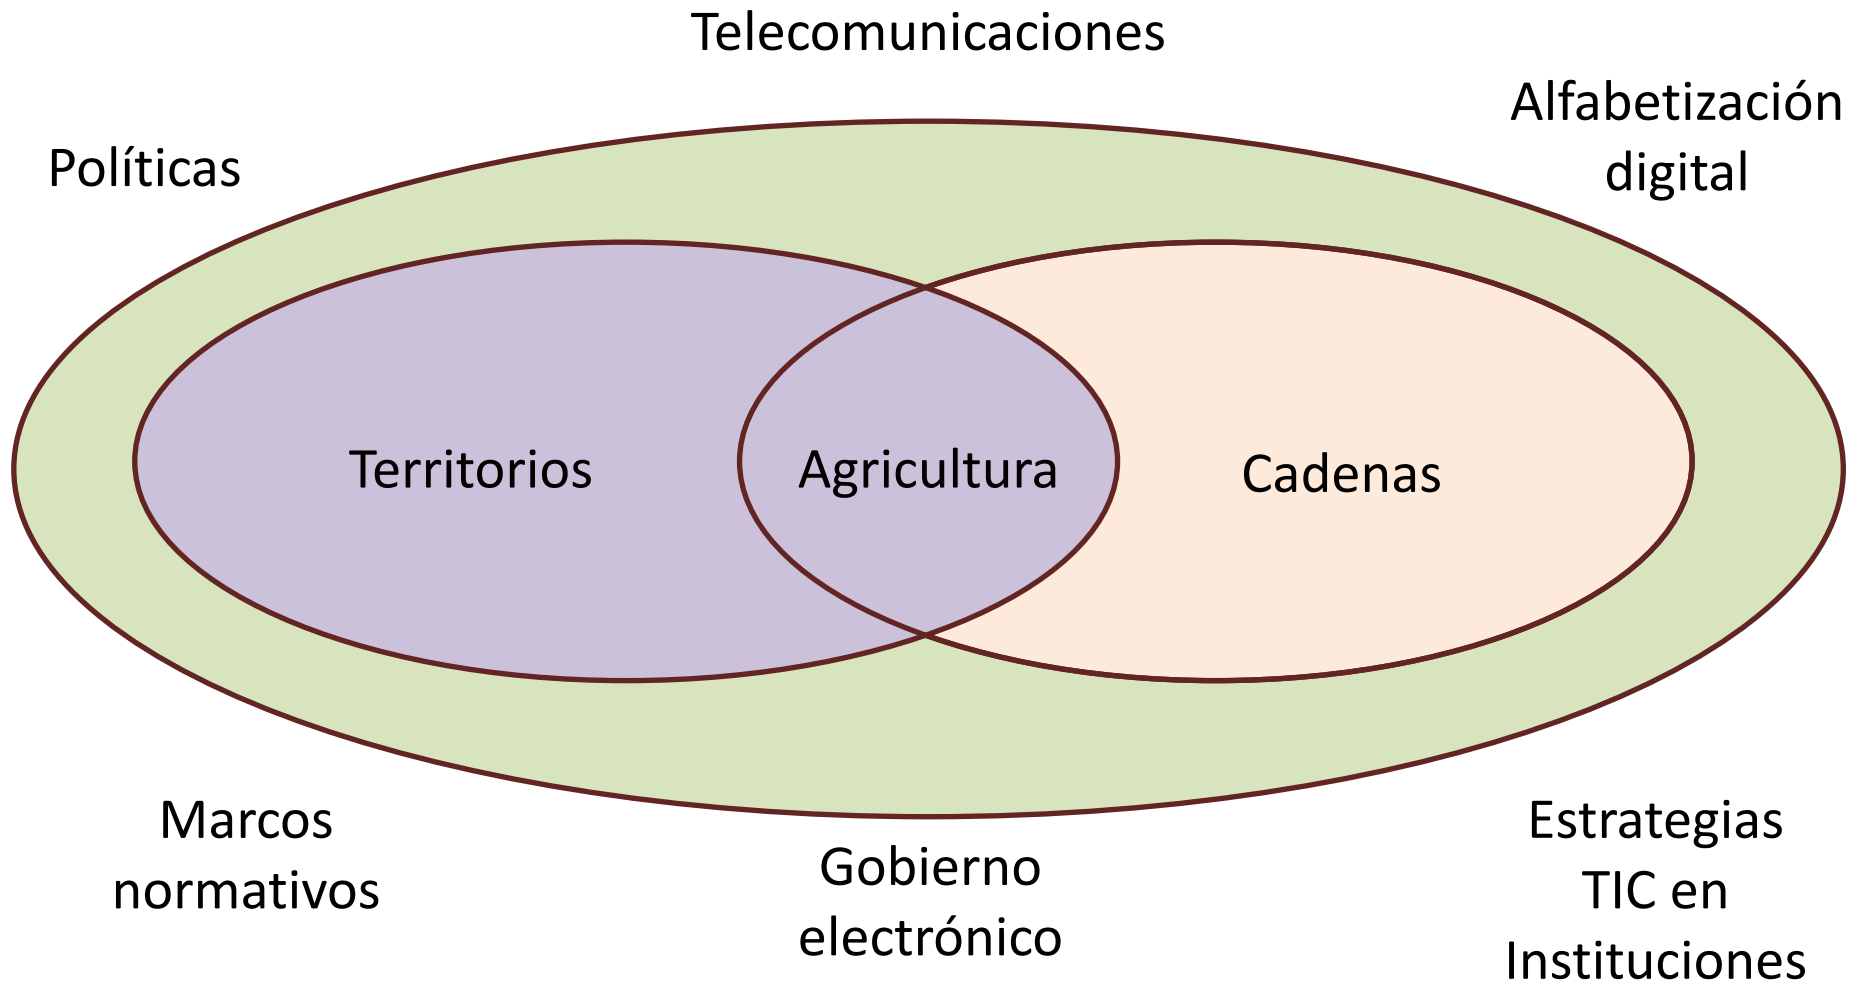 Telecomunicaciones
Alfabetización
digital
Políticas
Territorios
Agricultura
Cadenas
Marcos
normativos
Gobierno
electrónico
Estrategias
TIC en
Instituciones